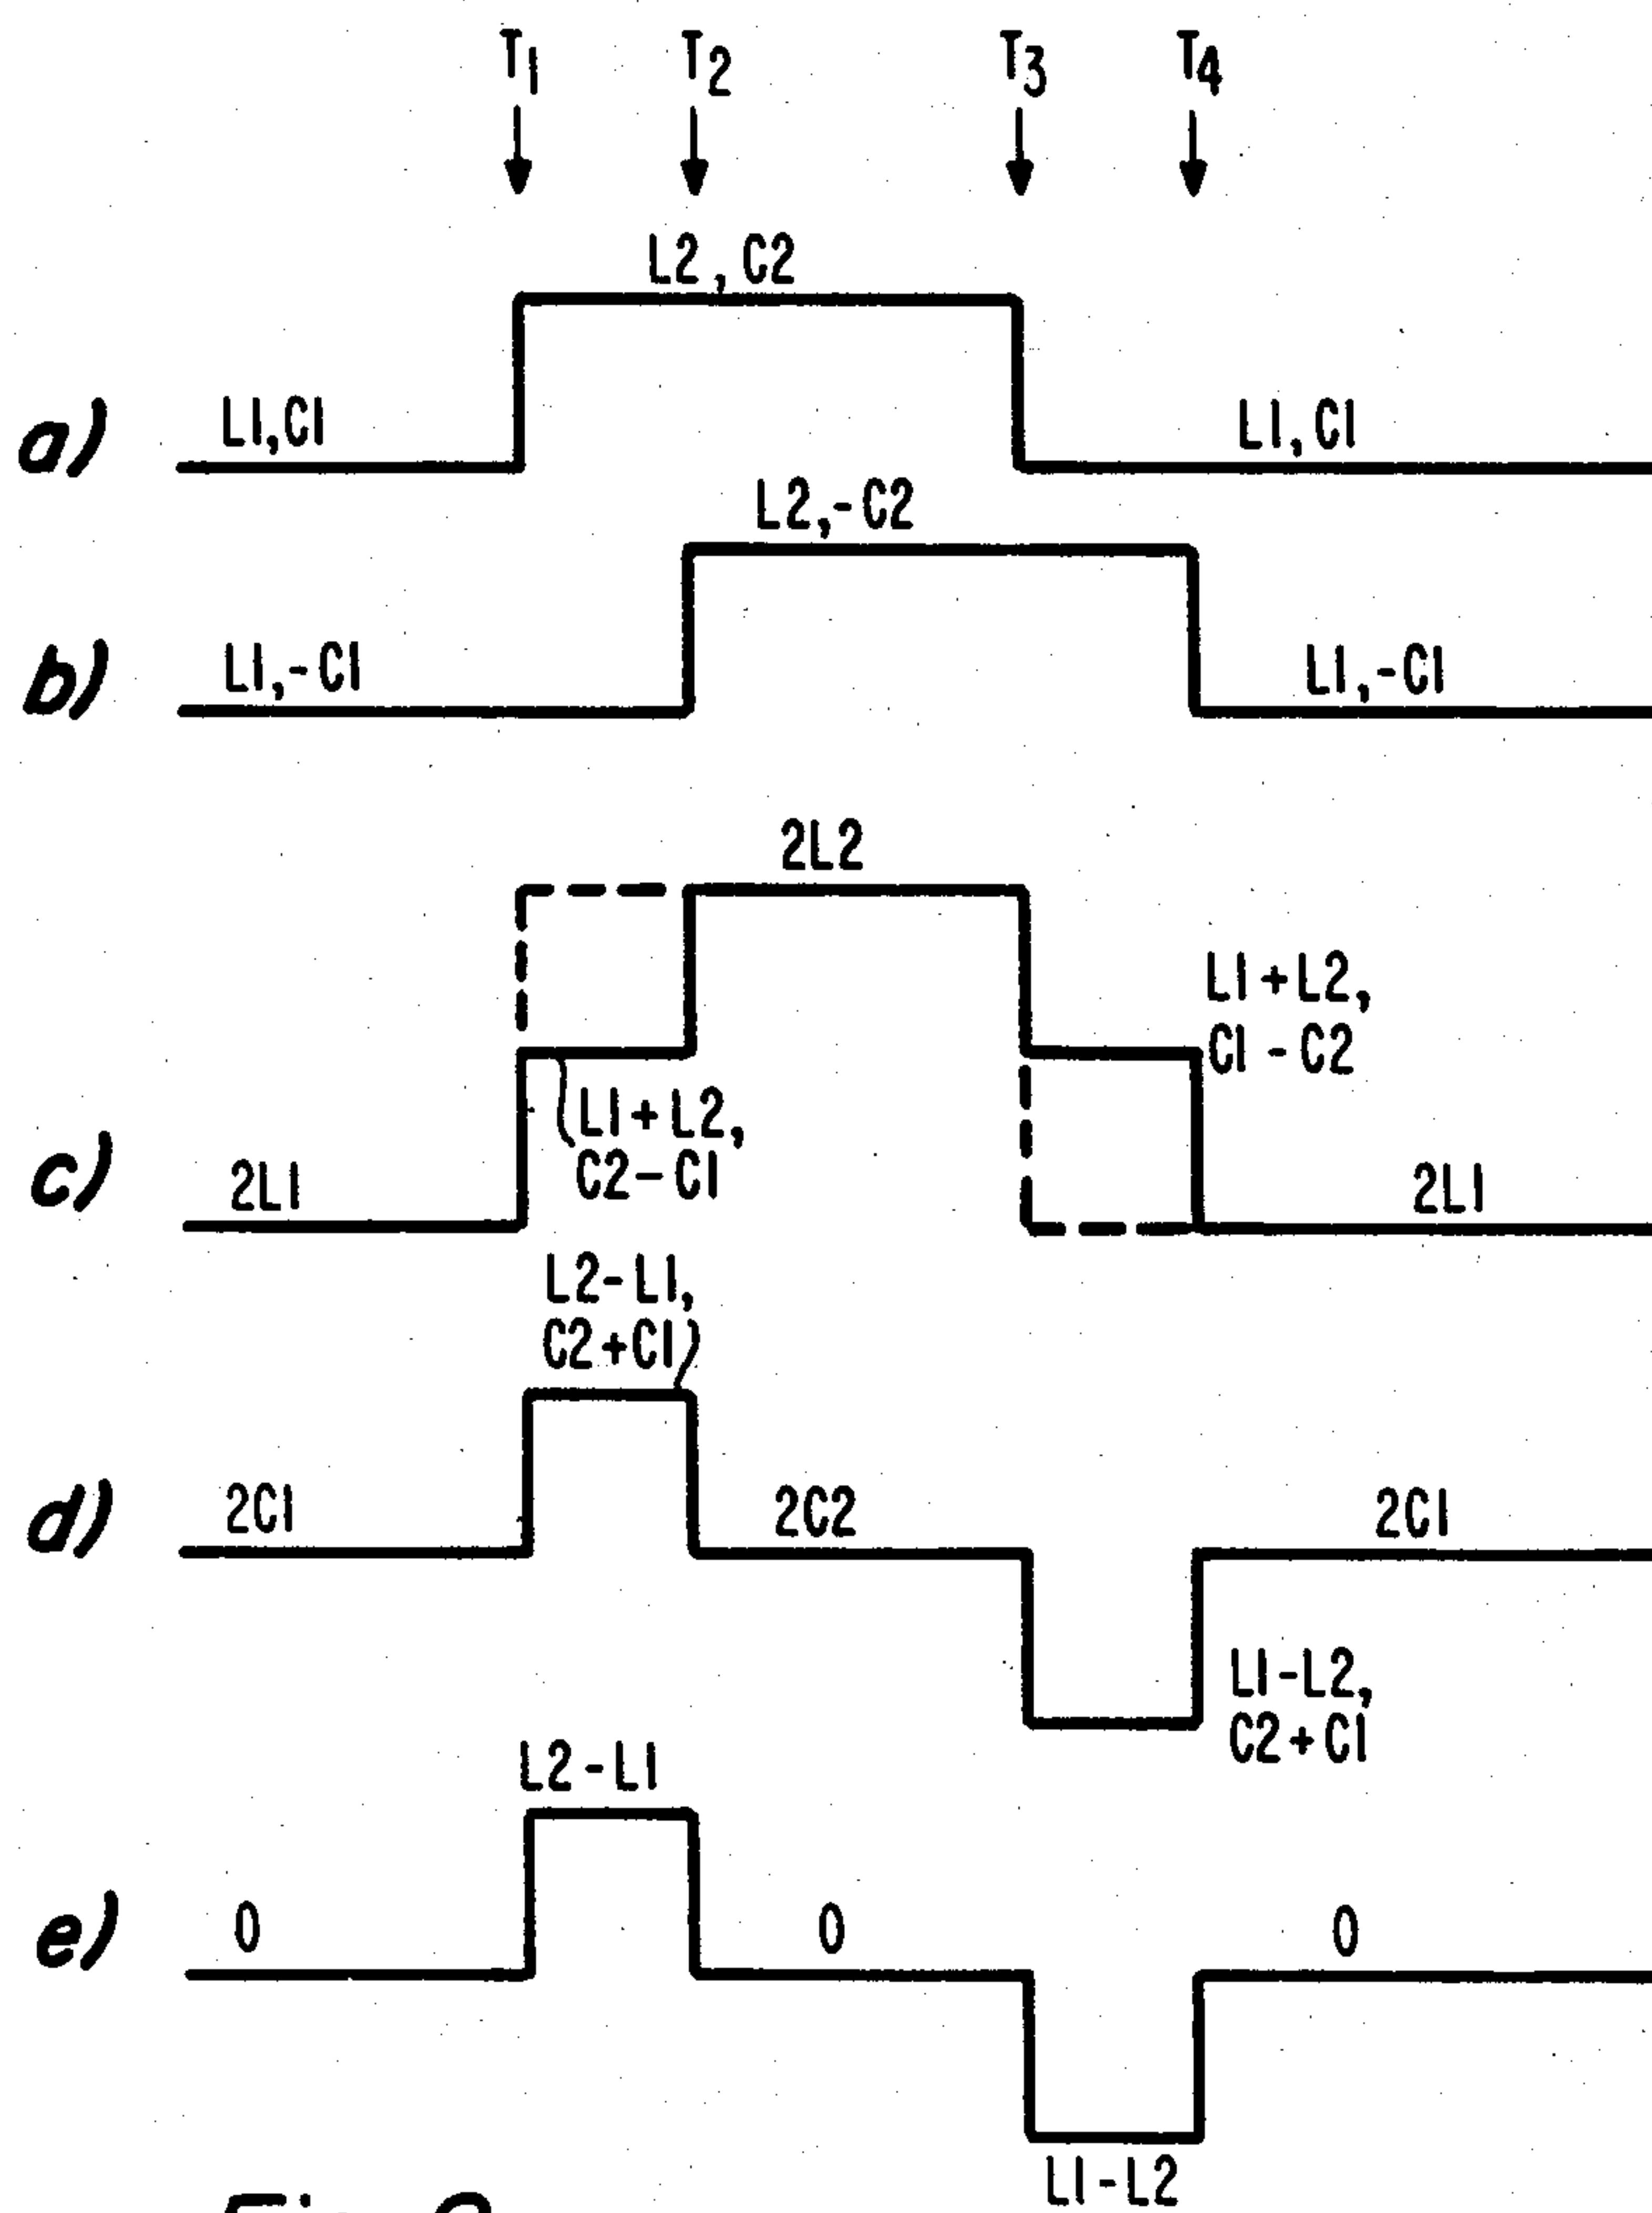 T1 T2 T3 T4
L2, C2
a) L1,C1 L1,C1
L2,-C2
b) L1,-C1 L1,-C1
2L2
L1+L2,
C1-C2
L1+L2,
C2-C1
c) 2L1 2L1
L2-L1,
C2+C1
d) 2C1 2C2 2C1
L1-L2,
C2+C1
L2-L1
e) 0 0 0
L1-L2